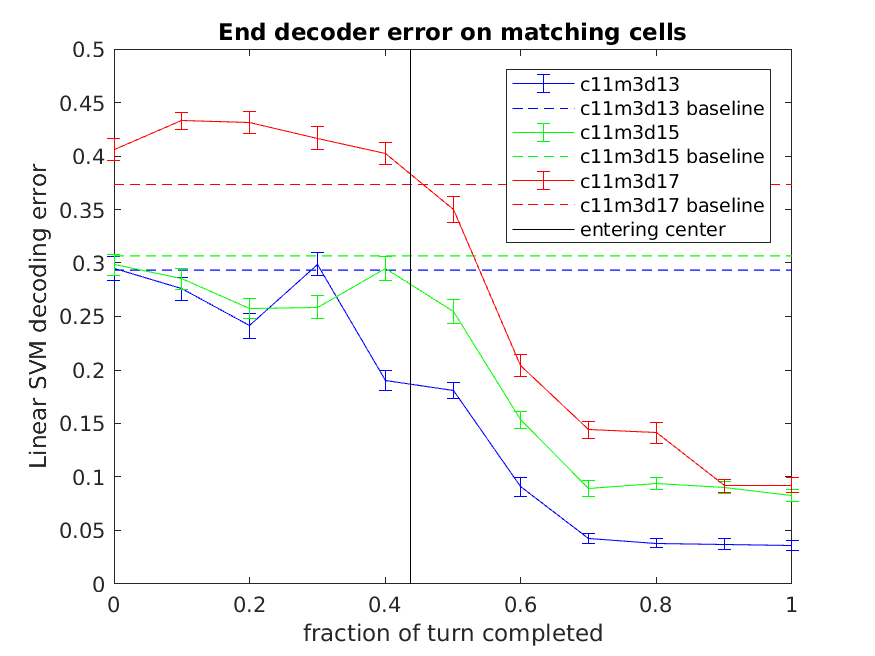 End decoder error on matching cells
0.5
0.45
0.4
0.35
0.3
0.25
0.2
0.15
0.1
0.05
0
Linear SVM decoding error
c11m3d13
c11m3d13 baseline
c11m3d15
c11m3d15 baseline
c11m3d17
c11m3d17 baseline
entering center
0 0.2 0.4 0.6 0.8 1
fraction of turn completed